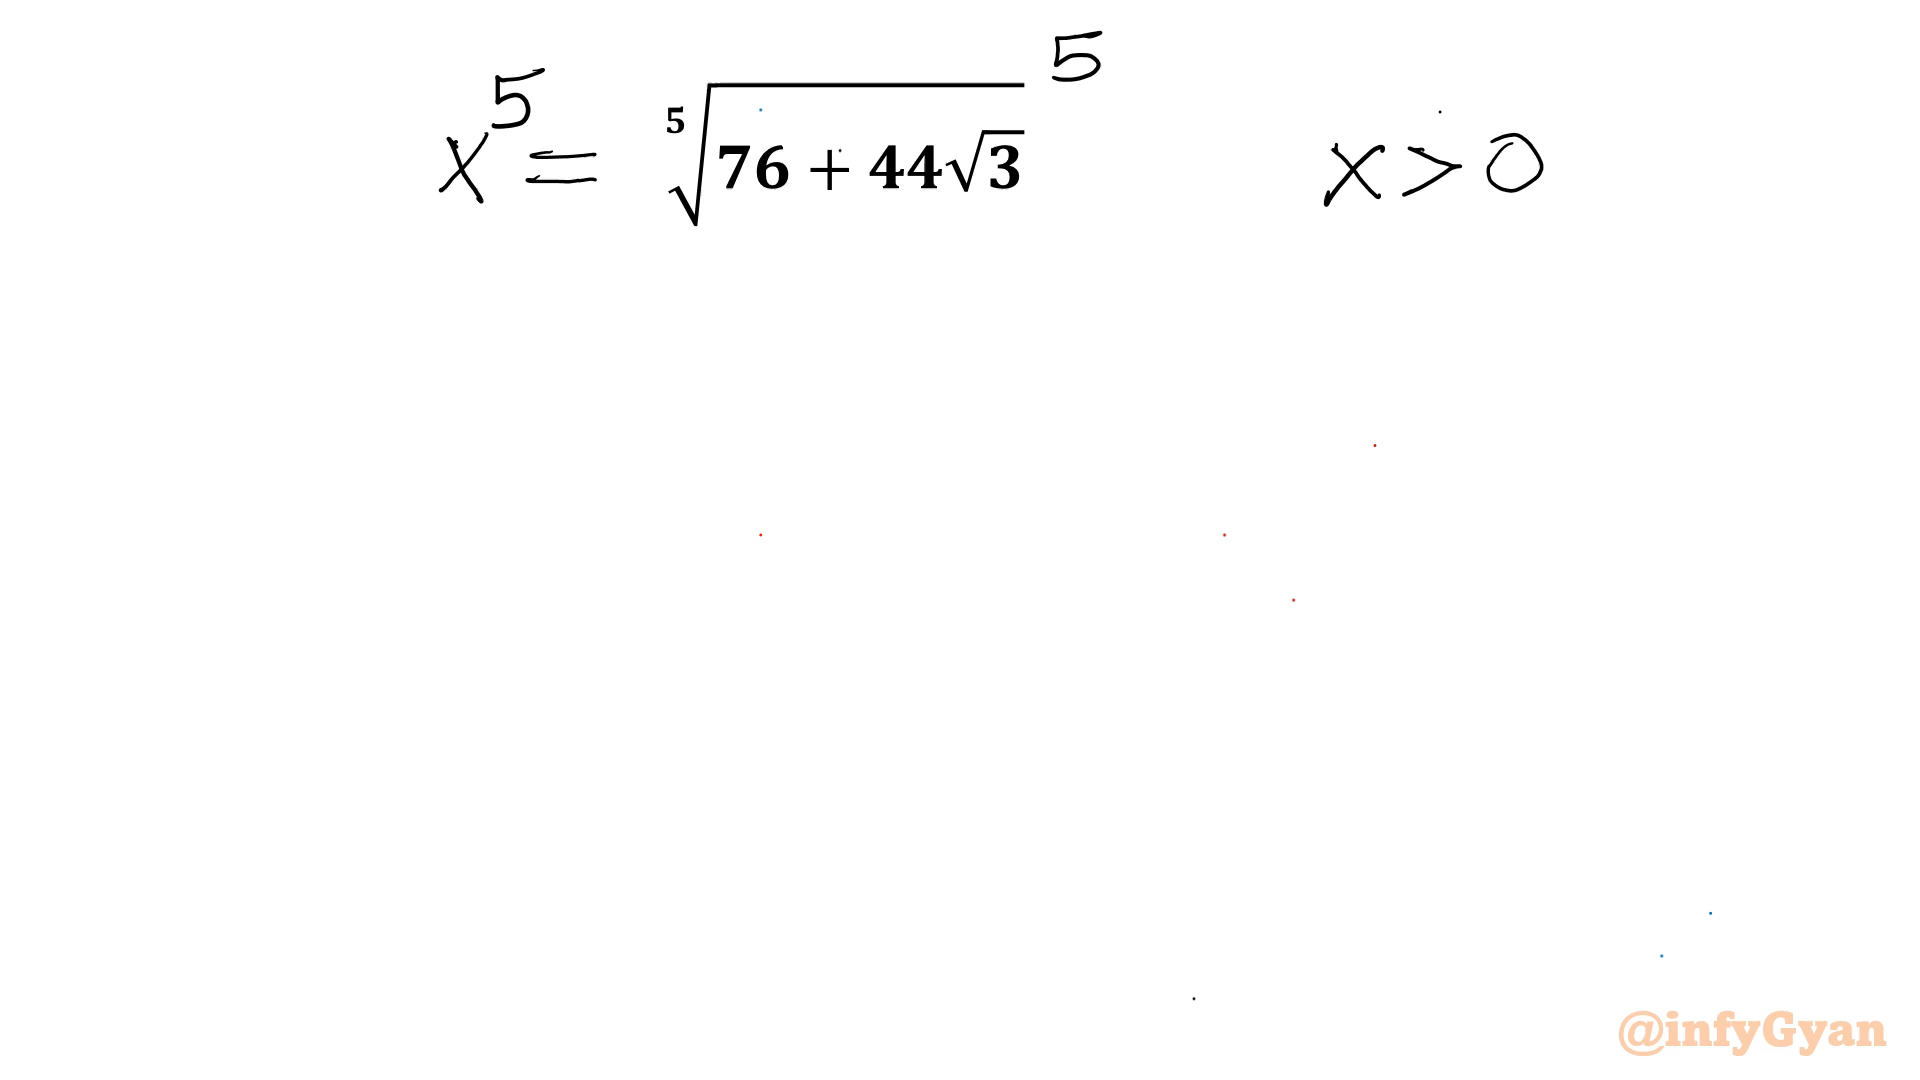 x⁵ = ⁵√(76 + 44√3)⁵ x > 0
@infyGyan